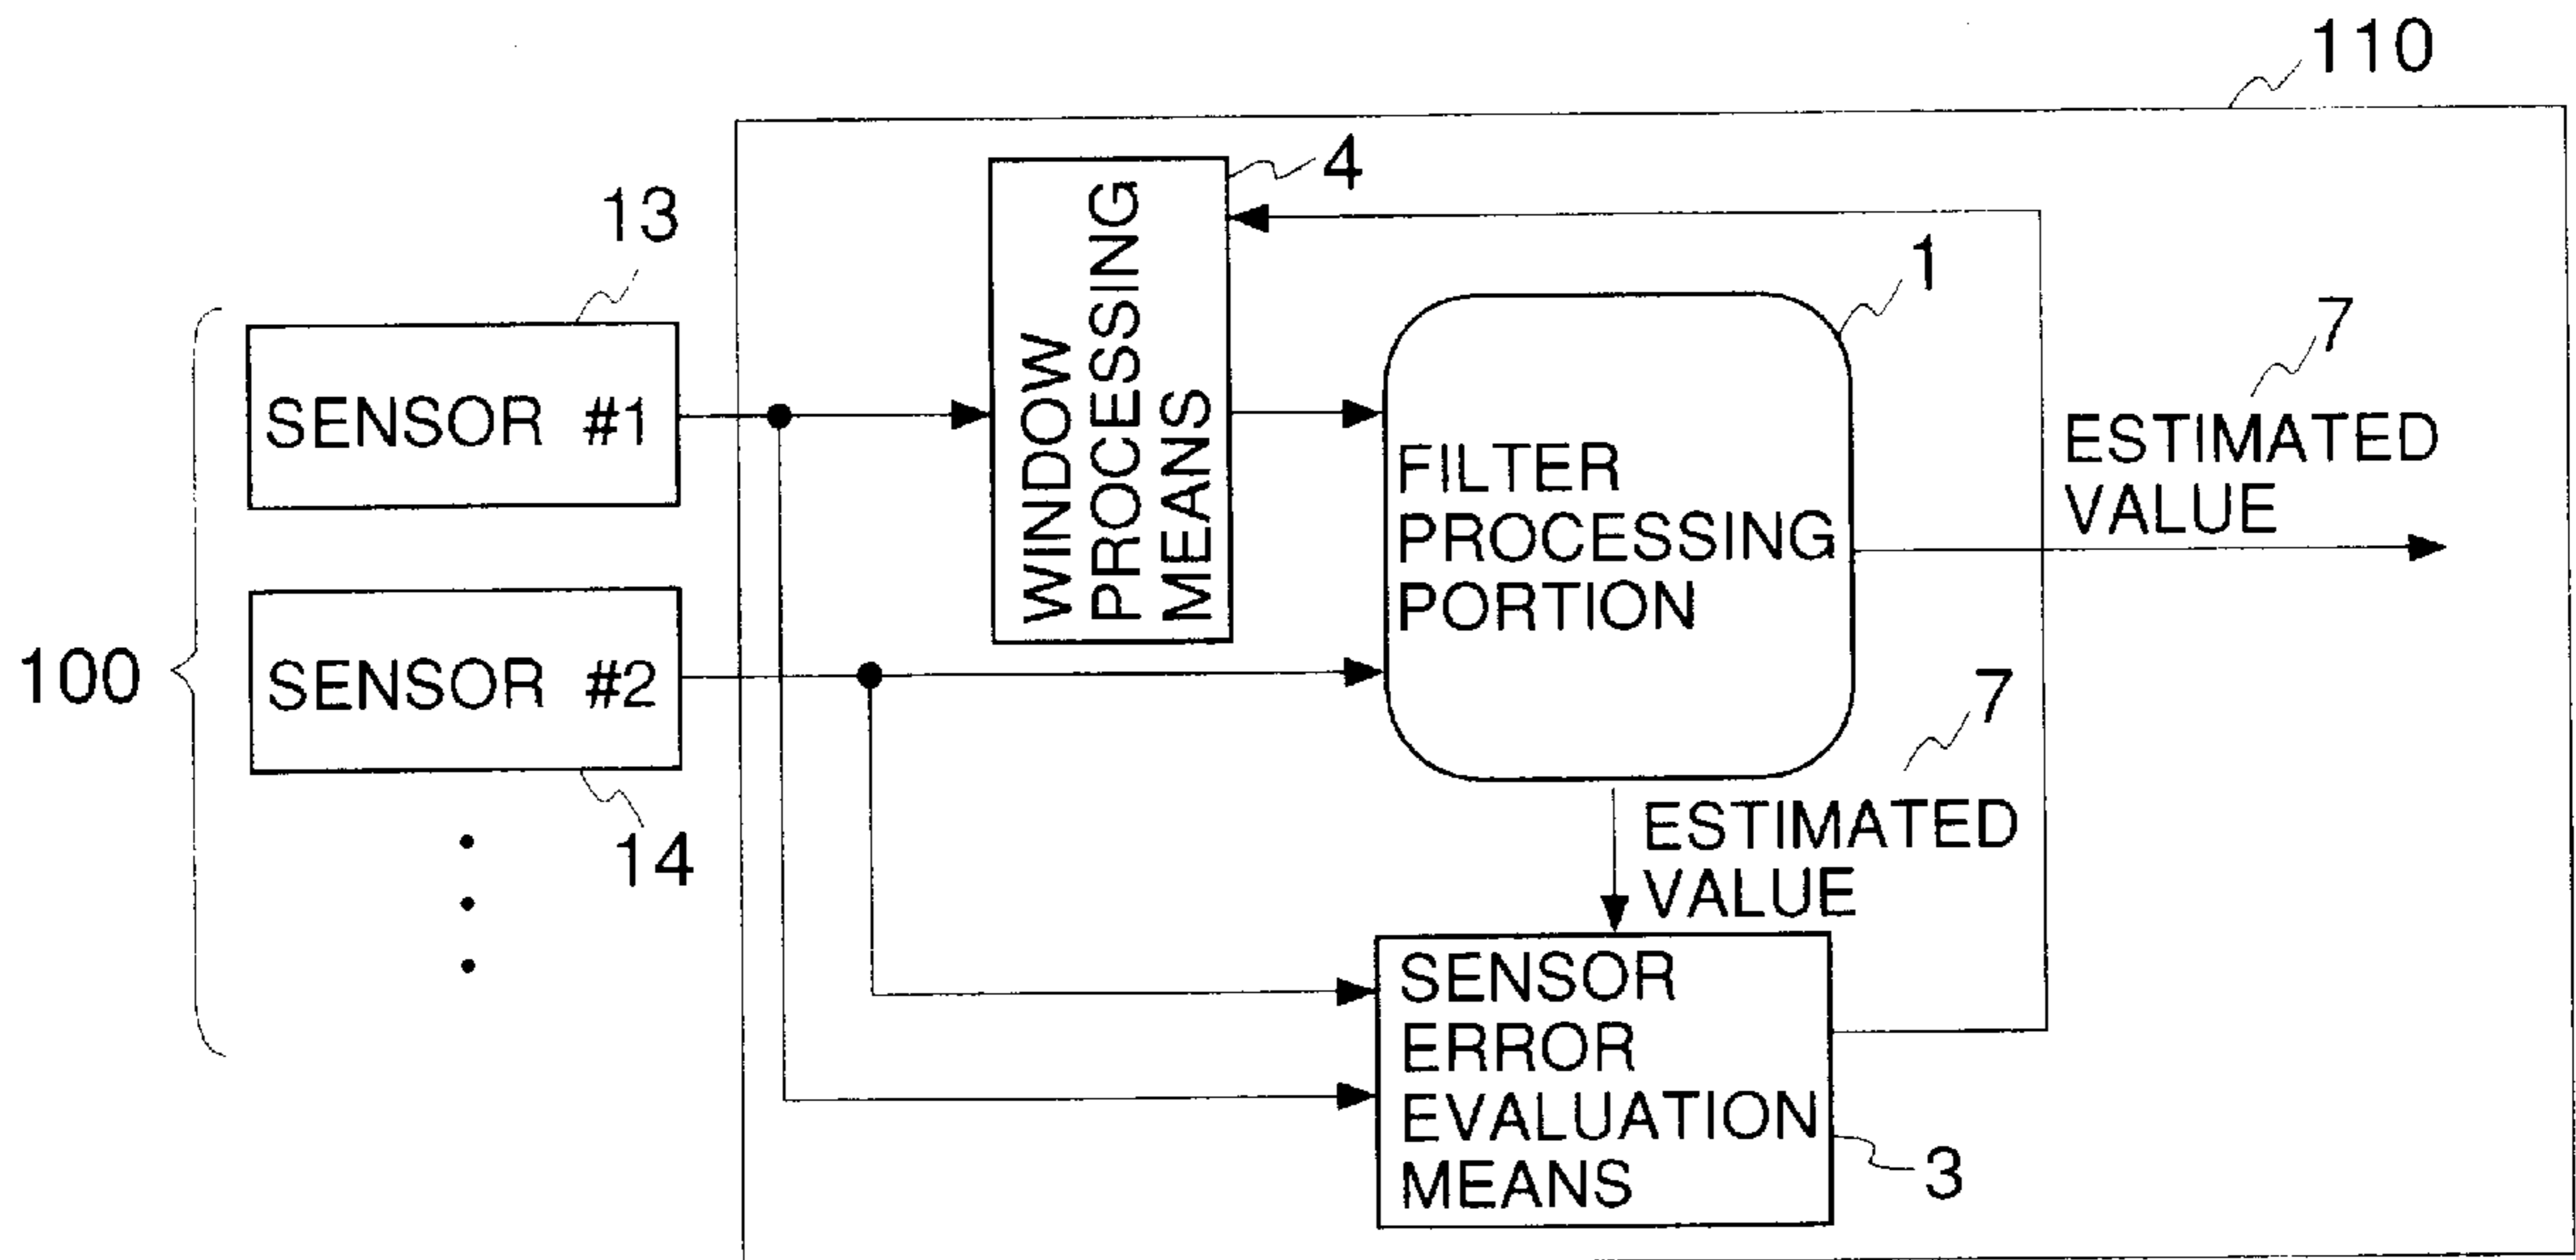 110
4
13
1
7
WINDOW
PROCESSING
MEANS
SENSOR #1
FILTER
PROCESSING
PORTION
ESTIMATED
VALUE
100
SENSOR #2
14
7
ESTIMATED
VALUE
SENSOR
ERROR
EVALUATION
MEANS
3